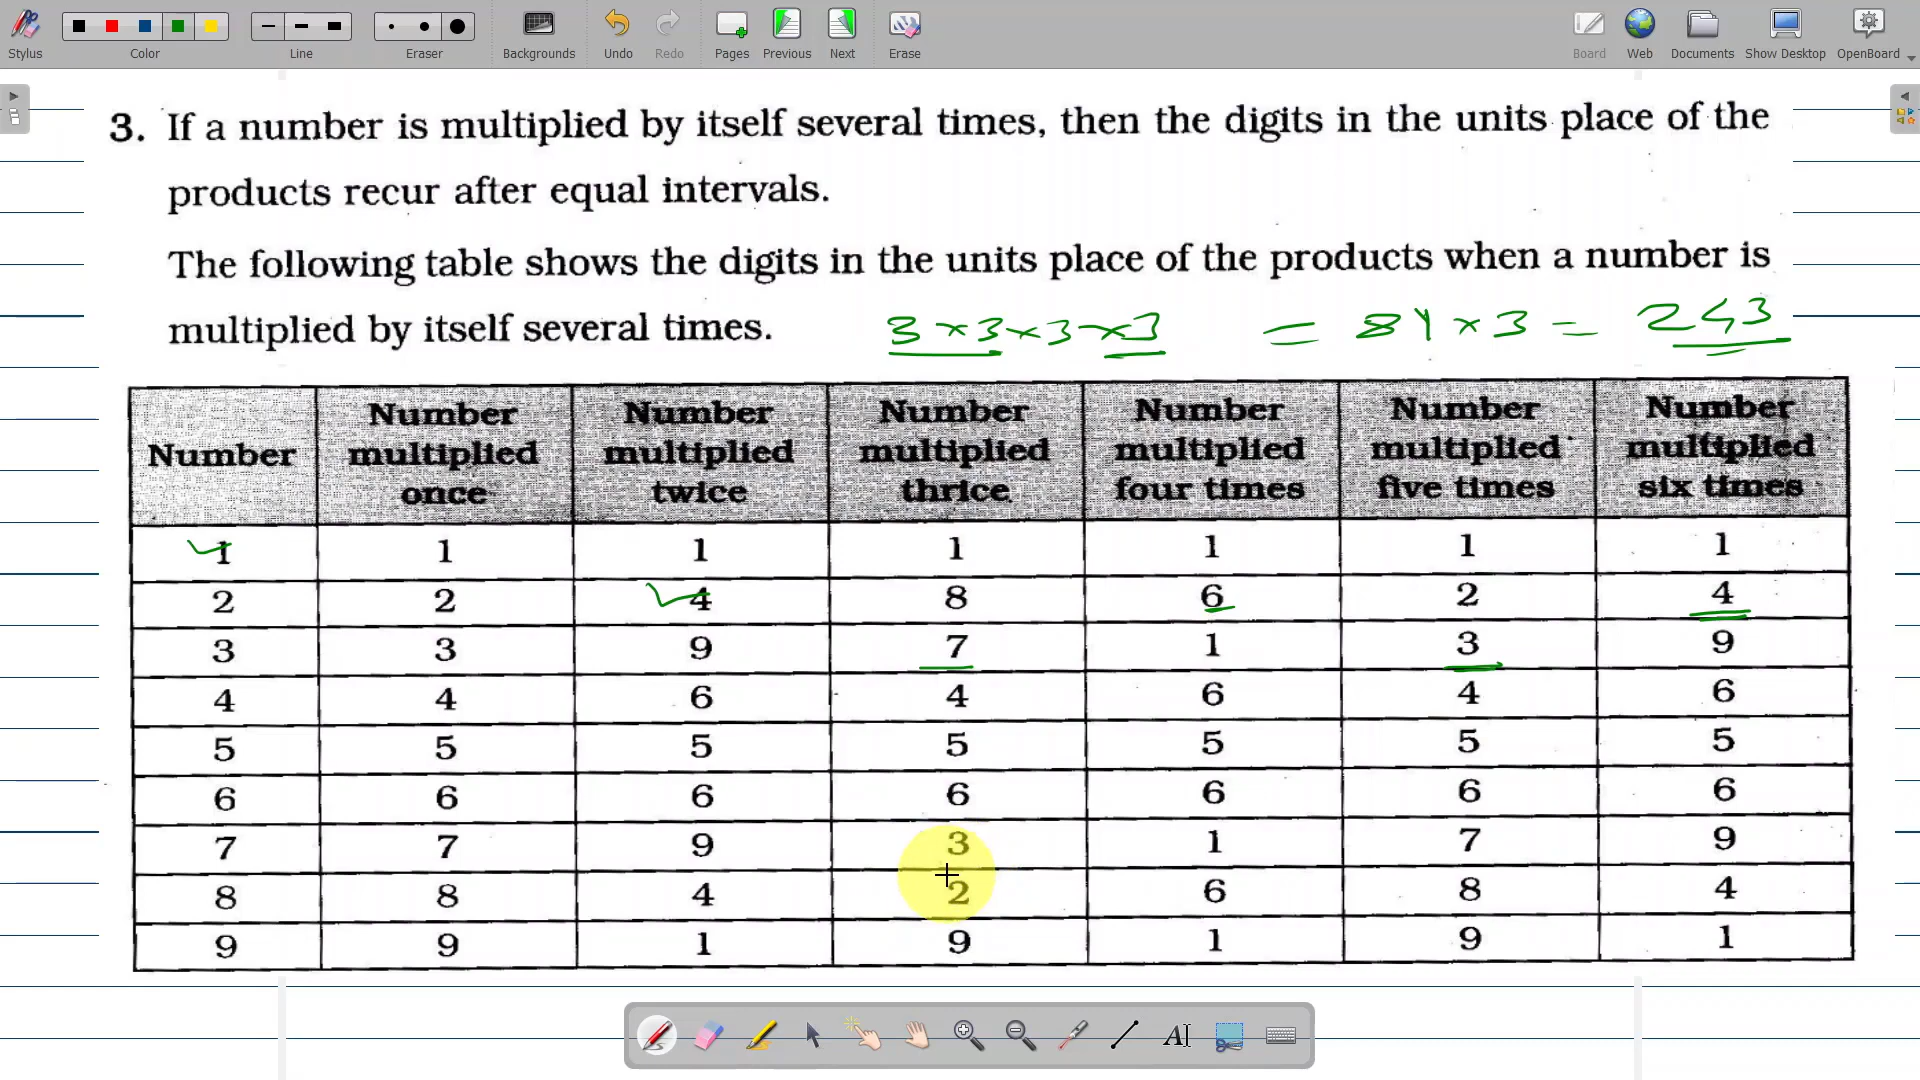 Stylus
Color
Line
Eraser
Backgrounds
Undo
Redo
Pages
Previous
Next
Erase
Board
Web
Documents
Show Desktop
OpenBoard
3. If a number is multiplied by itself several times, then the digits in the units place of the
products recur after equal intervals.
The following table shows the digits in the units place of the products when a number is
multiplied by itself several times.
3 × 3 × 3 × 3 = 81 × 3 = 243
Number | Number multiplied once | Number multiplied twice | Number multiplied thrice | Number multiplied four times | Number multiplied five times | Number multiplied six times
1 1 1 1 1 1 1
2 2 4 8 6 2 4
3 3 9 7 1 3 9
4 4 6 4 6 4 6
5 5 5 5 5 5 5
6 6 6 6 6 6 6
7 7 9 3 1 7 9
8 8 4 2 6 8 4
9 9 1 9 1 9 1